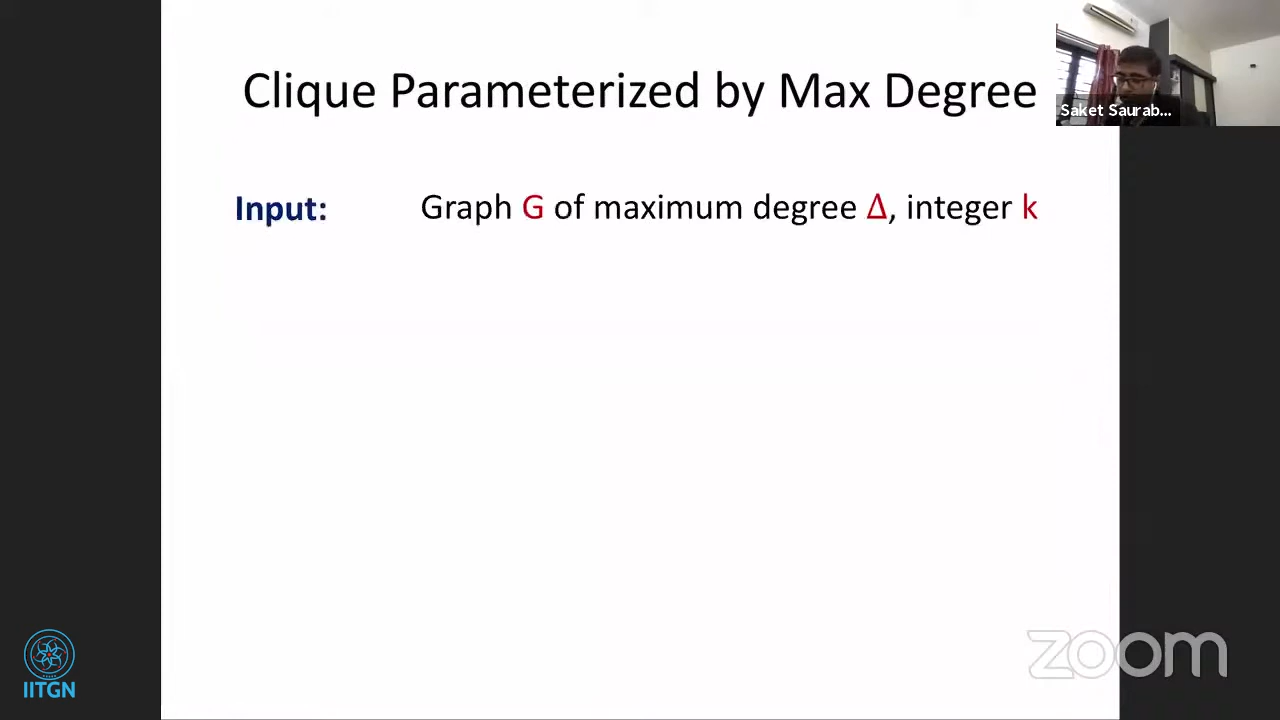 Clique Parameterized by Max Degree
Saket Saurab...
Input: Graph G of maximum degree Δ, integer k
IITGN
zoom